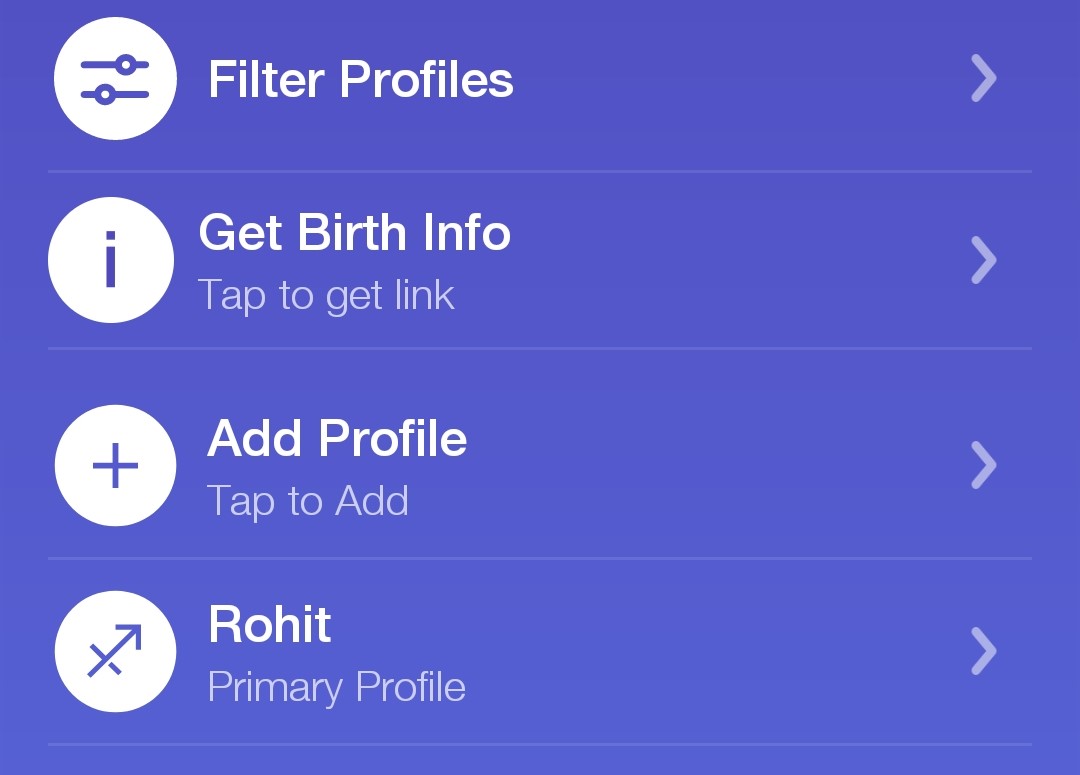 Filter Profiles
Get Birth Info
Tap to get link
Add Profile
Tap to Add
Rohit
Primary Profile